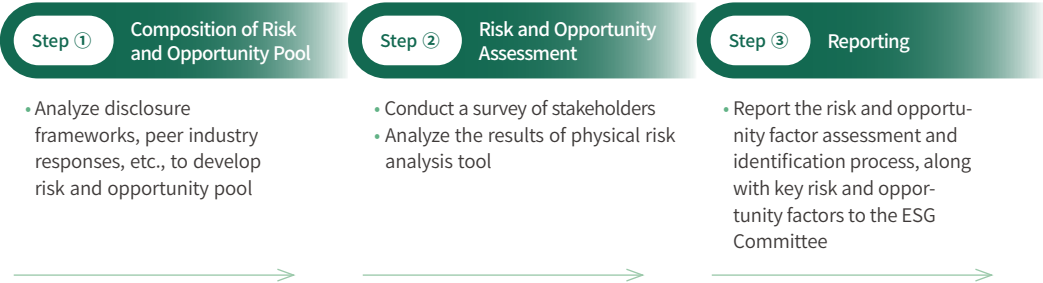 Step ①
Composition of Risk
and Opportunity Pool
• Analyze disclosure
frameworks, peer industry
responses, etc., to develop
risk and opportunity pool
Step ②
Risk and Opportunity
Assessment
• Conduct a survey of stakeholders
• Analyze the results of physical risk
analysis tool
Step ③
Reporting
• Report the risk and opportu-
nity factor assessment and
identification process, along
with key risk and oppor-
tunity factors to the ESG
Committee